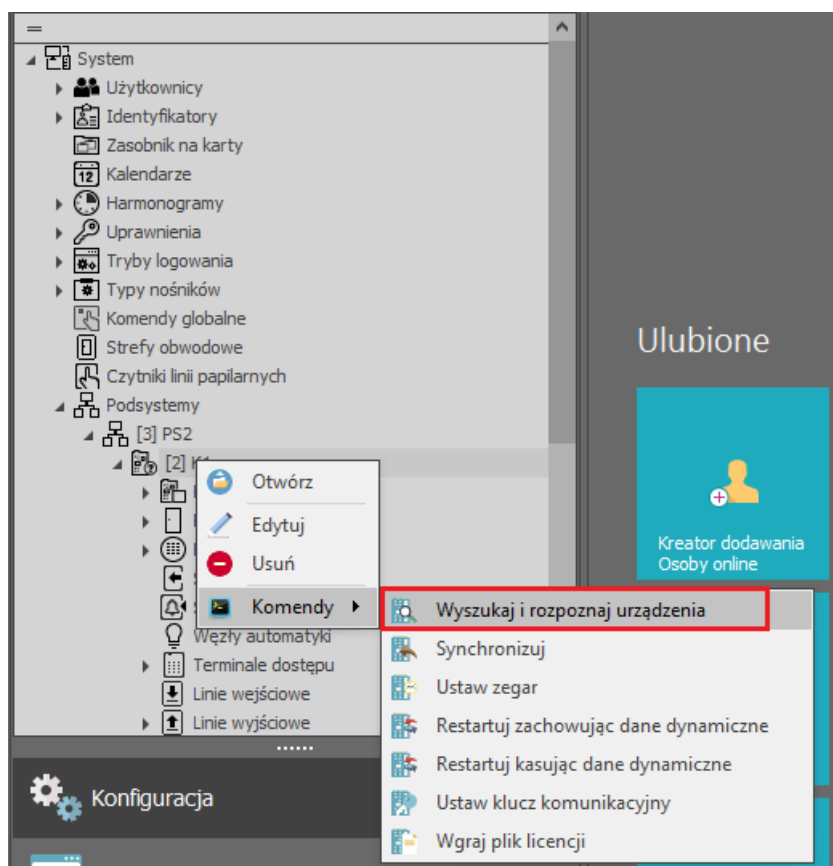 System
Użytkownicy
Identyfikatory
Zasobnik na karty
12 Kalendarze
Harmonogramy
Uprawnienia
Tryby logowania
Typy nośników
Komendy globalne
Strefy obwodowe
Czytniki linii papilarnych
Podsystemy
[3] PS2
[2]
Węzły automatyki
Terminale dostępu
Linie wejściowe
Linie wyjściowe
Konfiguracja
Otwórz
Edytuj
Usuń
Komendy
Wyszukaj i rozpoznaj urządzenia
Synchronizuj
Ustaw zegar
Restartuj zachowując dane dynamiczne
Restartuj kasując dane dynamiczne
Ustaw klucz komunikacyjny
Wgraj plik licencji
Ulubione
Kreator dodawania
Osoby online